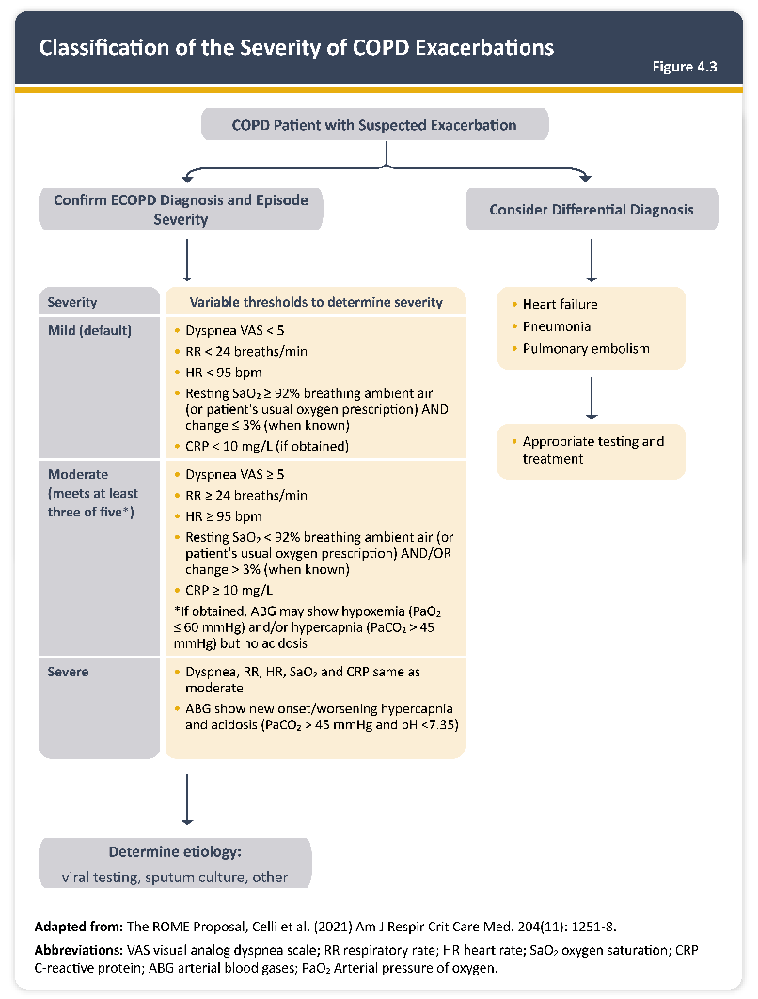 Classification of the Severity of COPD Exacerbations
Figure 4.3
COPD Patient with Suspected Exacerbation
Confirm ECOPD Diagnosis and Episode
Severity
Consider Differential Diagnosis
Severity
Variable thresholds to determine severity
Mild (default)
• Dyspnea VAS < 5
• RR < 24 breaths/min
• HR < 95 bpm
• Resting SaO₂ ≥ 92% breathing ambient air
(or patient's usual oxygen prescription) AND
change ≤ 3% (when known)
• CRP < 10 mg/L (if obtained)
Moderate
(meets at least
three of five*)
• Dyspnea VAS ≥ 5
• RR ≥ 24 breaths/min
• HR ≥ 95 bpm
• Resting SaO₂ < 92% breathing ambient air (or
patient's usual oxygen prescription) AND/OR
change > 3% (when known)
• CRP ≥ 10 mg/L
*If obtained, ABG may show hypoxemia (PaO₂
≤ 60 mmHg) and/or hypercapnia (PaCO₂ > 45
mmHg) but no acidosis
Severe
• Dyspnea, RR, HR, SaO₂ and CRP same as
moderate
• ABG show new onset/worsening hypercapnia
and acidosis (PaCO₂ > 45 mmHg and pH <7.35)
• Heart failure
• Pneumonia
• Pulmonary embolism
• Appropriate testing and
treatment
Determine etiology:
viral testing, sputum culture, other
Adapted from: The ROME Proposal, Celli et al. (2021) Am J Respir Crit Care Med. 204(11): 1251-8.
Abbreviations: VAS visual analog dyspnea scale; RR respiratory rate; HR heart rate; SaO₂ oxygen saturation; CRP
C-reactive protein; ABG arterial blood gases; PaO₂ Arterial pressure of oxygen.